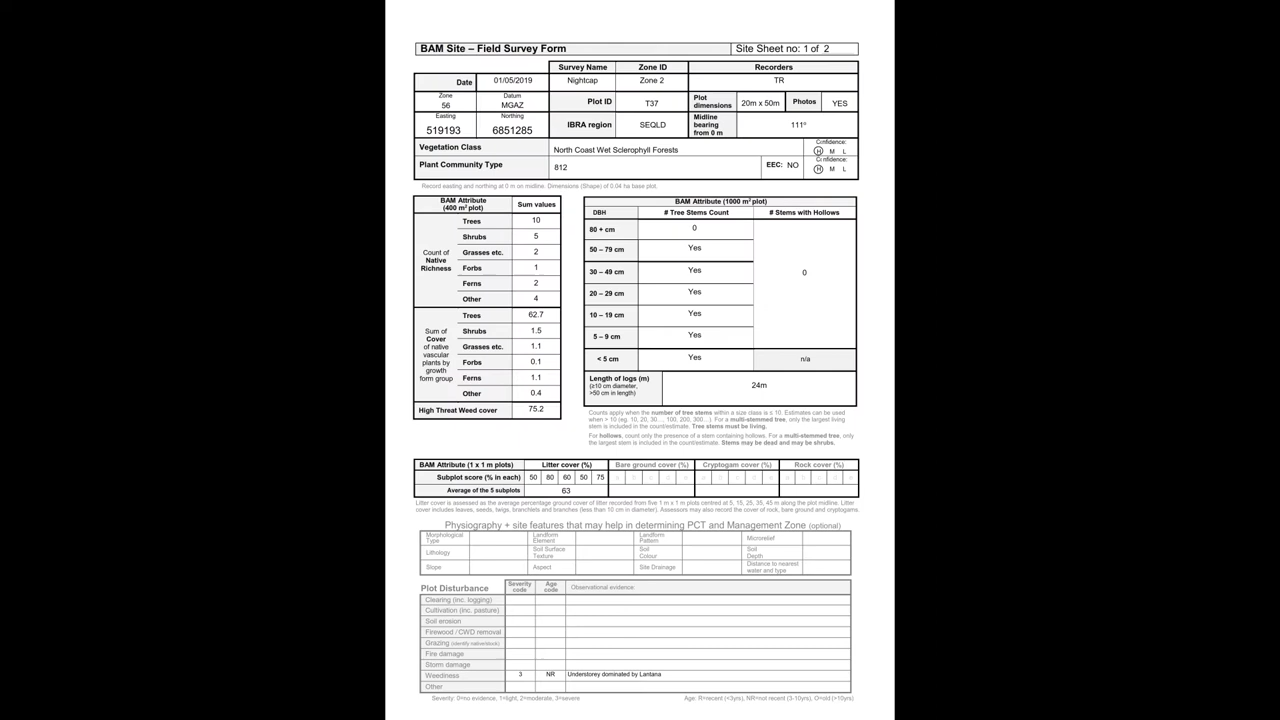 BAM Site – Field Survey Form Site Sheet no: 1 of 2
Survey Name Zone ID Recorders
Date 01/05/2019 Nightcap Zone 2 TR
Zone Datum
56 MGAZ Plot ID T37 Plot dimensions 20m x 50m Photos YES
Easting Northing
519193 6851285 IBRA region SEQLD Midline bearing from 0 m 111º
Vegetation Class North Coast Wet Sclerophyll Forests Confidence: H M L
Plant Community Type 812 EEC: NO Confidence: H M L
Record easting and northing at 0 m on midline. Dimensions (Shape) of 0.04 ha base plot.
BAM Attribute (400 m² plot) Sum values
Count of Native Richness
Trees 10
Shrubs 5
Grasses etc. 2
Forbs 1
Ferns 2
Other 4
Sum of Cover of native vascular plants by growth form group
Trees 62.7
Shrubs 1.5
Grasses etc. 1.1
Forbs 0.1
Ferns 1.1
Other 0.4
High Threat Weed cover 75.2
BAM Attribute (1000 m² plot)
DBH # Tree Stems Count # Stems with Hollows
80 + cm 0
50 – 79 cm Yes
30 – 49 cm Yes 0
20 – 29 cm Yes
10 – 19 cm Yes
5 – 9 cm Yes
< 5 cm Yes n/a
Length of logs (m)
(≥10 cm diameter,
>50 cm in length) 24m
Counts apply when the number of tree stems within a size class is ≤ 10. Estimates can be used
when > 10 (eg. 10, 20, 30..., 100, 200, 300...). For a multi-stemmed tree, only the largest living
stem is included in the count/estimate. Tree stems must be living.
For hollows, count only the presence of a stem containing hollows. For a multi-stemmed tree, only
the largest stem is included in the count/estimate. Stems may be dead and may be shrubs.
BAM Attribute (1 x 1 m plots) Litter cover (%) Bare ground cover (%) Cryptogam cover (%) Rock cover (%)
Subplot score (% in each) 50 80 60 50 75
Average of the 5 subplots 63
Litter cover is assessed as the average percentage ground cover of litter recorded from five 1 m x 1 m plots centred at 5, 15, 25, 35, 45 m along the plot midline. Litter
cover includes leaves, seeds, twigs, branchlets and branches (less than 10 cm in diameter). Assessors may also record the cover of rock, bare ground and cryptogams.
Physiography + site features that may help in determining PCT and Management Zone (optional)
Morphological Type Landform Element Landform Pattern Microrelief
Lithology Soil Surface Texture Soil Colour Soil Depth
Slope Aspect Site Drainage Distance to nearest water and type
Plot Disturbance Severity code Age code Observational evidence:
Clearing (inc. logging)
Cultivation (inc. pasture)
Soil erosion
Firewood / CWD removal
Grazing (identify native/stock)
Fire damage
Storm damage
Weediness 3 NR Understorey dominated by Lantana
Other
Severity 0=no evidence, 1=light, 2=moderate, 3=severe Age: R=recent (<3yrs), NR=not recent (3-10yrs), O=old (>10yrs)